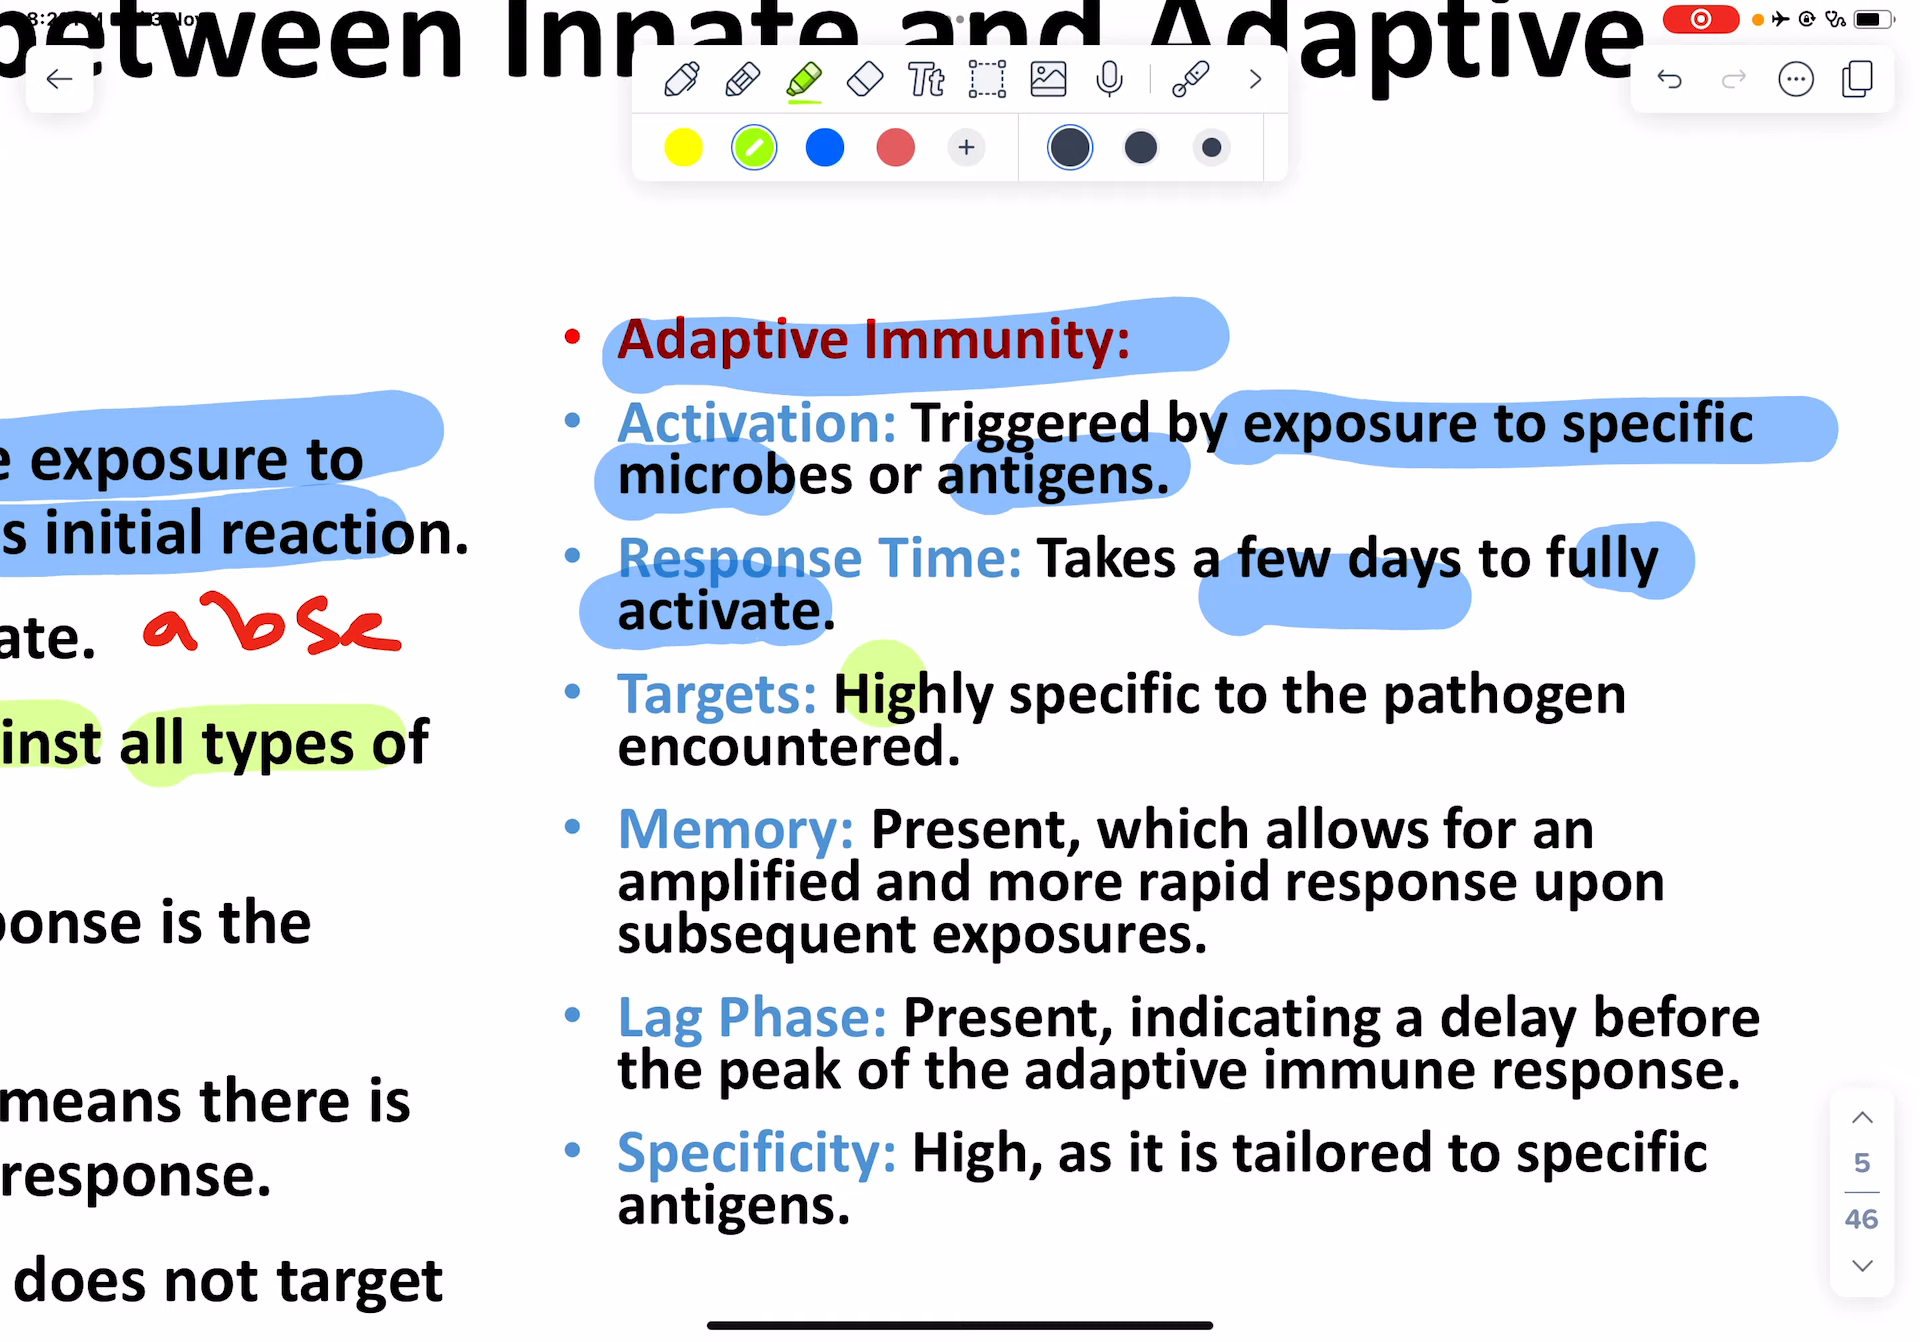 between Innate and Adaptive
Tt
e exposure to
s initial reaction.
ate. abse
inst all types of
ponse is the
means there is
response.
does not target
• Adaptive Immunity:
• Activation: Triggered by exposure to specific
microbes or antigens.
• Response Time: Takes a few days to fully
activate.
• Targets: Highly specific to the pathogen
encountered.
• Memory: Present, which allows for an
amplified and more rapid response upon
subsequent exposures.
• Lag Phase: Present, indicating a delay before
the peak of the adaptive immune response.
• Specificity: High, as it is tailored to specific
antigens.
5
46